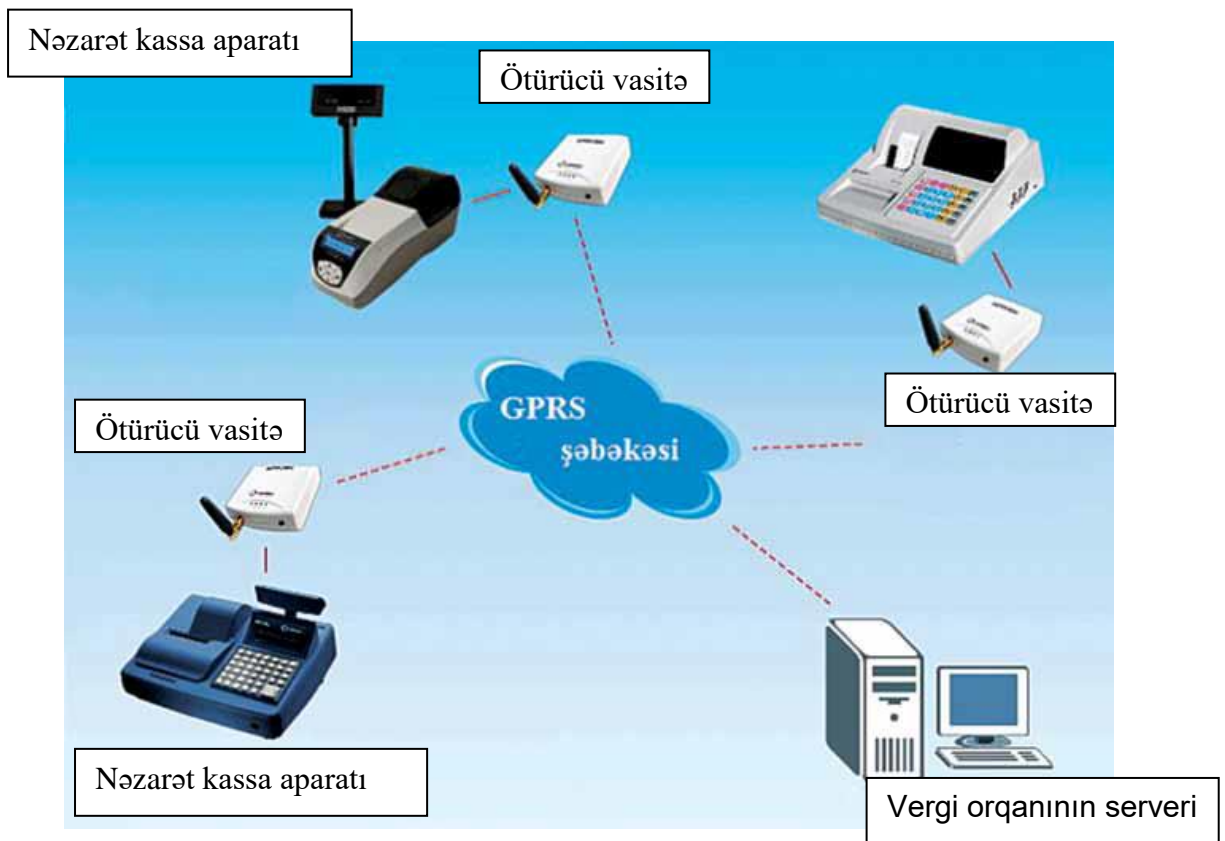 Nəzarət kassa aparatı
Ötürücü vasitə
Ötürücü vasitə
Ötürücü vasitə
GPRS
şəbəkəsi
Nəzarət kassa aparatı
Vergi orqanının serveri